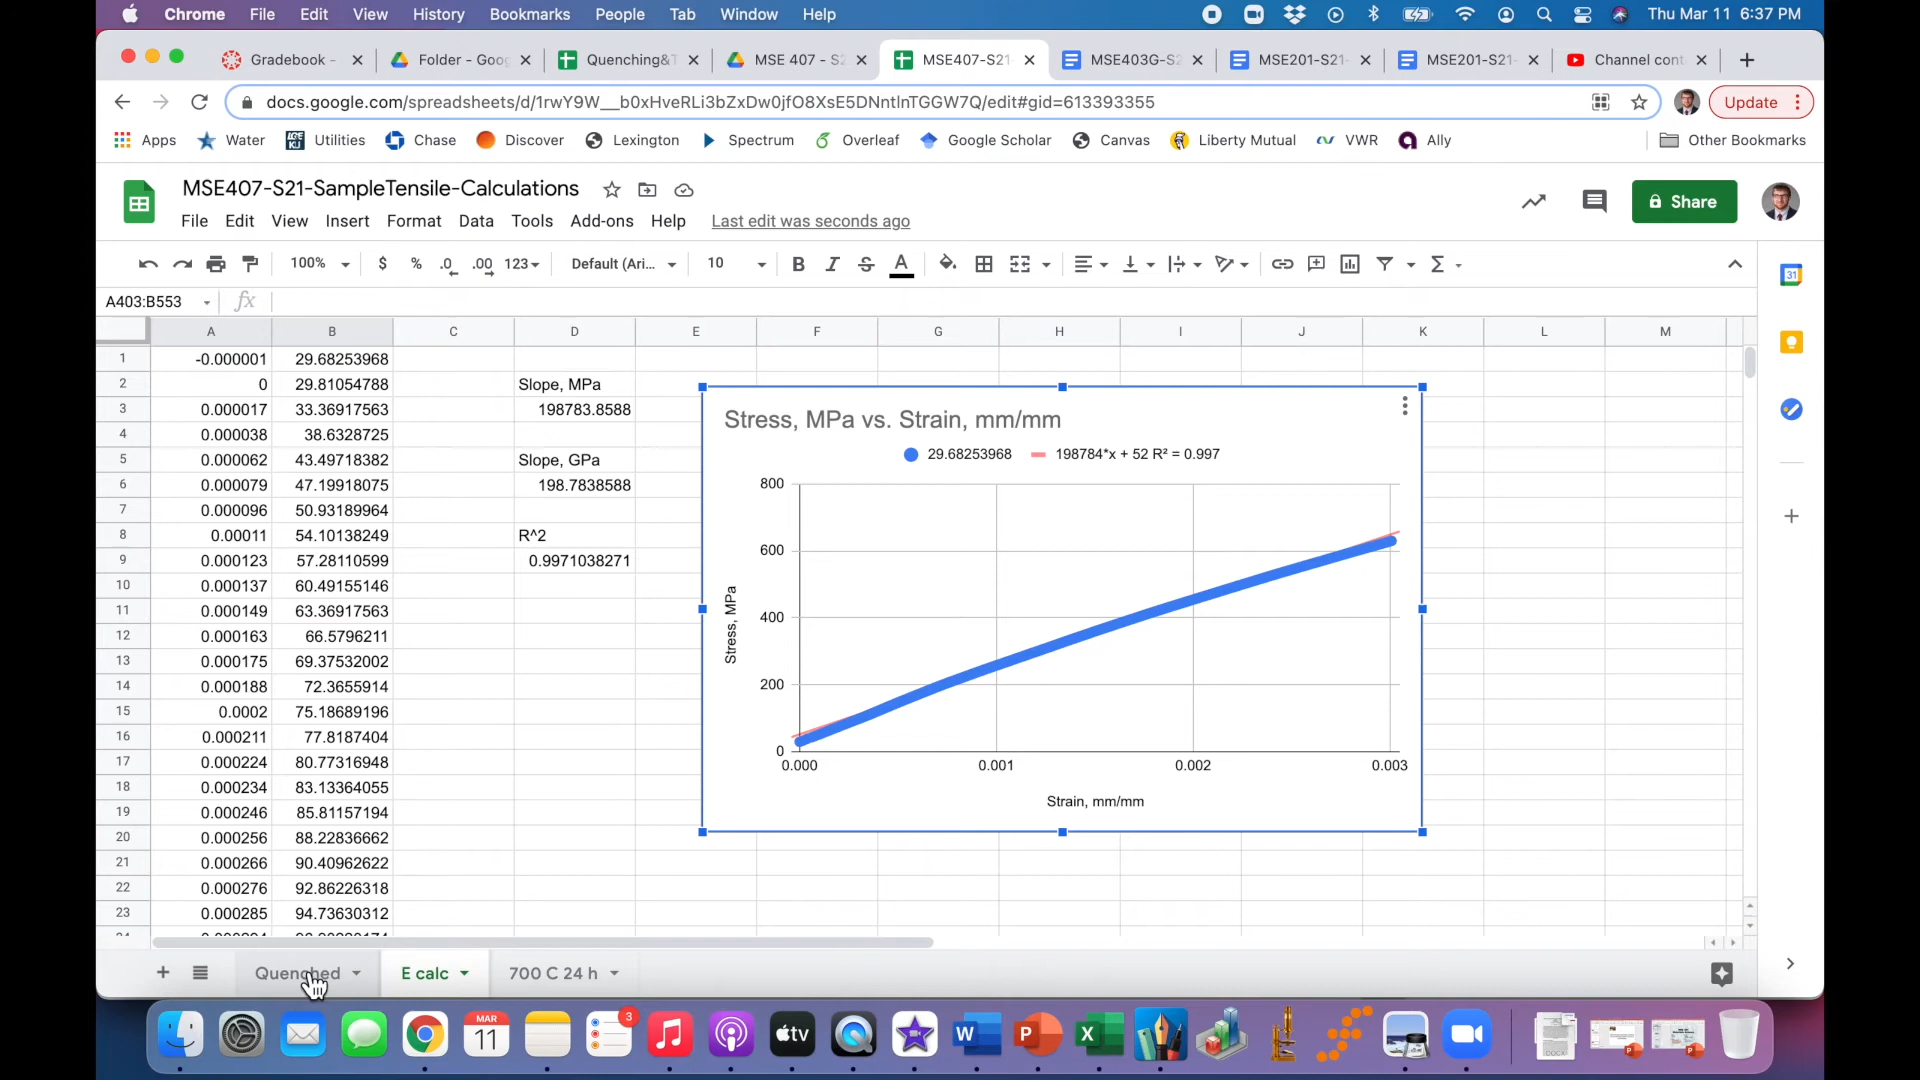 Chrome File Edit View History Bookmarks People Tab Window Help Thu Mar 11 6:37 PM
Gradebook - Folder - Goog Quenching&T MSE 407 - S2 MSE407-S21- MSE403G-S2 MSE201-S21- MSE201-S21- Channel cont
docs.google.com/spreadsheets/d/1rwY9W__b0xHveRLi3bZxDw0jfO8XsE5DNntlnTGGW7Q/edit#gid=613393355 Update
Apps Water LGE KU Utilities Chase Discover Lexington Spectrum Overleaf Google Scholar Canvas Liberty Mutual VWR Ally Other Bookmarks
MSE407-S21-SampleTensile-Calculations
Share
File Edit View Insert Format Data Tools Add-ons Help Last edit was seconds ago
100% $ % .0 .00 123 Default (Ari... 10 B I S A Σ
31
A403:B553 fx
A B C D E F G H I J K L M
1 -0.000001 29.68253968
2 0 29.81054788 Slope, MPa
3 0.000017 33.36917563 198783.8588
4 0.000038 38.6328725
5 0.000062 43.49718382 Slope, GPa
6 0.000079 47.19918075 198.7838588
7 0.000096 50.93189964
8 0.00011 54.10138249 R^2
9 0.000123 57.28110599 0.9971038271
10 0.000137 60.49155146
11 0.000149 63.36917563
12 0.000163 66.5796211
13 0.000175 69.37532002
14 0.000188 72.3655914
15 0.0002 75.18689196
16 0.000211 77.8187404
17 0.000224 80.77316948
18 0.000234 83.13364055
19 0.000246 85.81157194
20 0.000256 88.22836662
21 0.000266 90.40962622
22 0.000276 92.86226318
23 0.000285 94.73630312
Stress, MPa vs. Strain, mm/mm
29.68253968 198784*x + 52 R² = 0.997
800
600
400
200
0
Stress, MPa
0.000 0.001 0.002 0.003
Strain, mm/mm
Quenched E calc 700 C 24 h
MAR 11 3 tv W P X DOCX P P